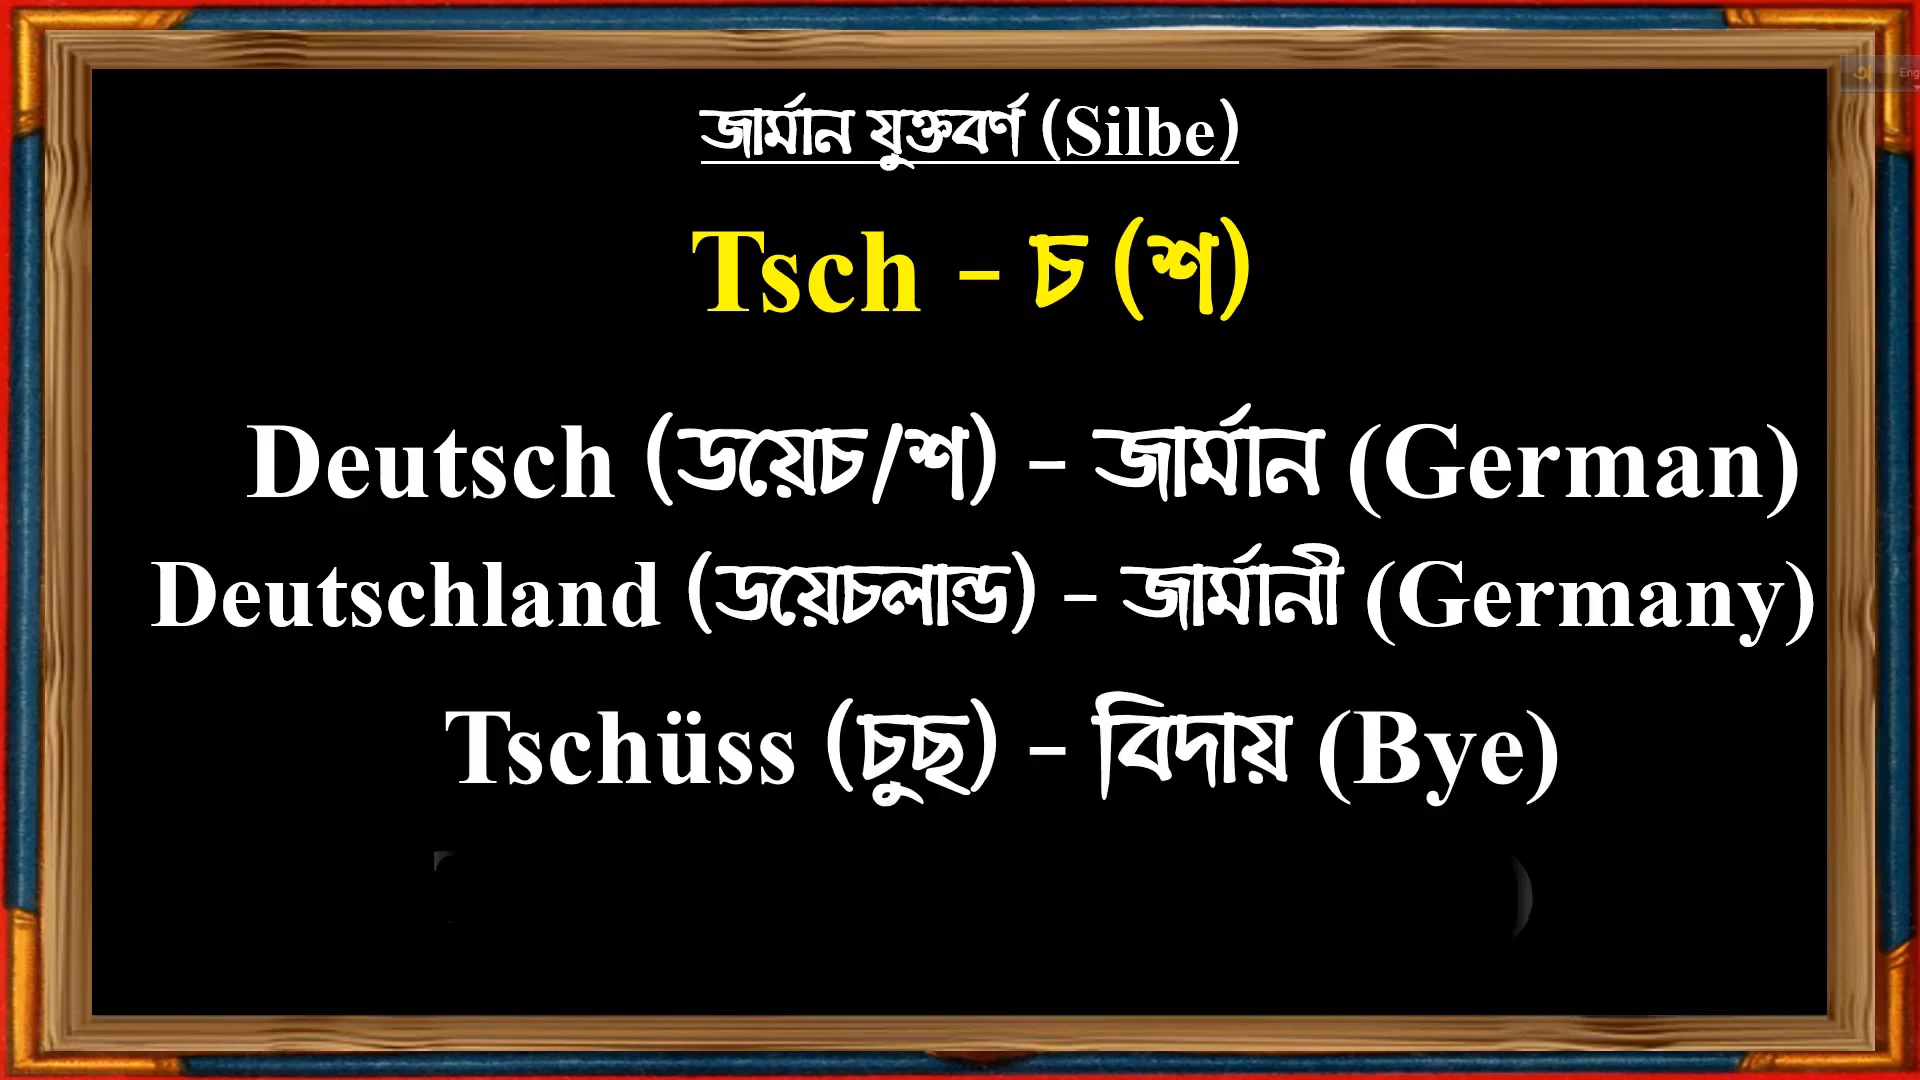 জার্মান যুক্তবর্ণ (Silbe)
Tsch - চ (শ)
Deutsch (ডয়েচ/শ) - জার্মান (German)
Deutschland (ডয়েচলান্ড) - জার্মানী (Germany)
Tschüss (চুছ) - বিদায় (Bye)